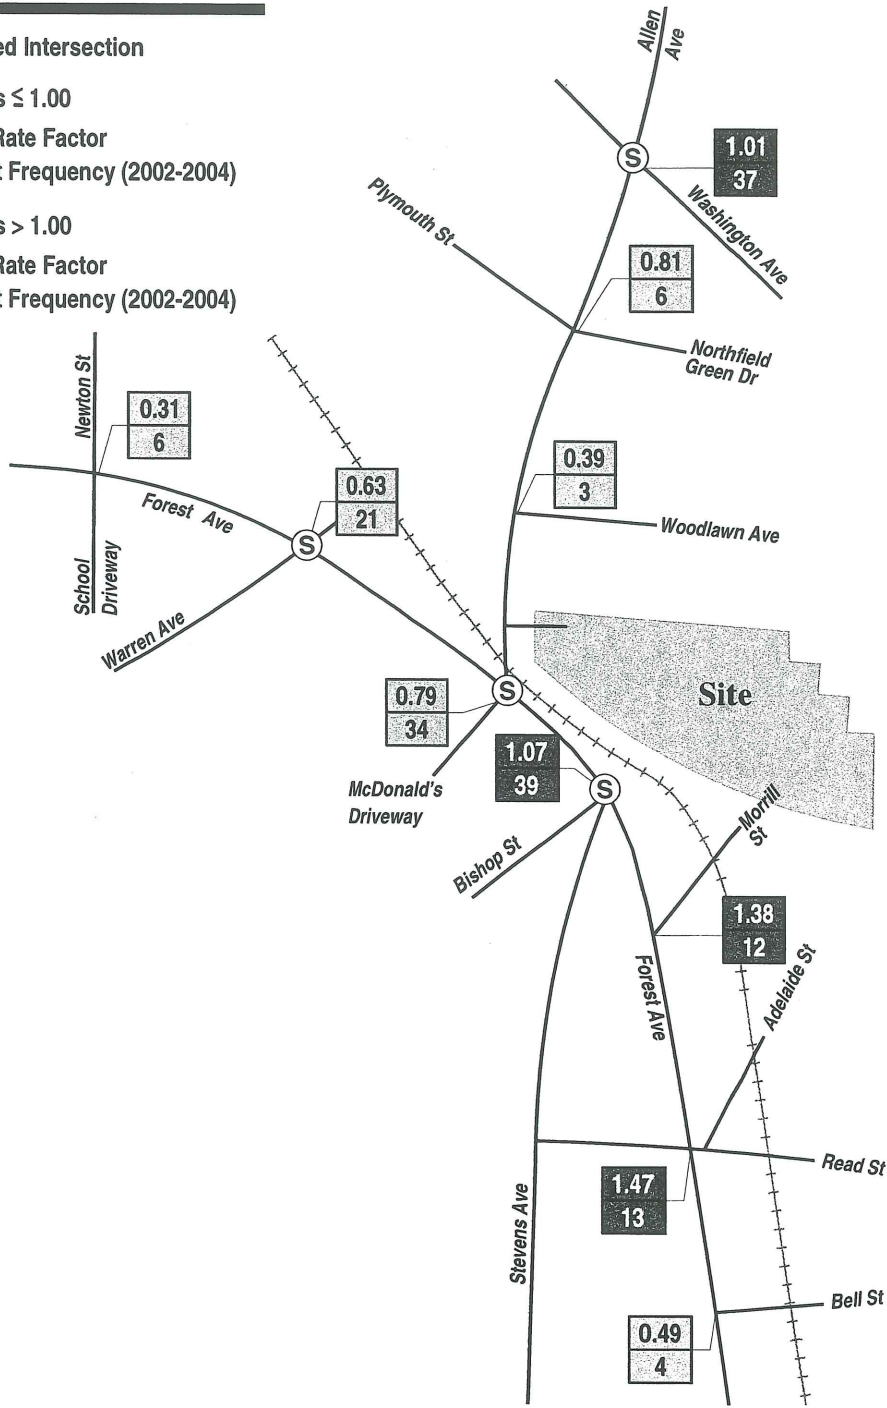 ed Intersection
s ≤ 1.00
Rate Factor
t Frequency (2002-2004)
s > 1.00
Rate Factor
t Frequency (2002-2004)
Allen
Ave
S
1.01
37
Washington Ave
Plymouth St
0.81
6
Northfield
Green Dr
Newton St
0.31
6
Forest Ave
School
Driveway
0.63
21
S
Warren Ave
0.39
3
Woodlawn Ave
Site
S
0.79
34
McDonald's
Driveway
1.07
39
S
Bishop St
Morrill
St
1.38
12
Forest Ave
Adelaide St
Read St
1.47
13
Stevens Ave
Bell St
0.49
4